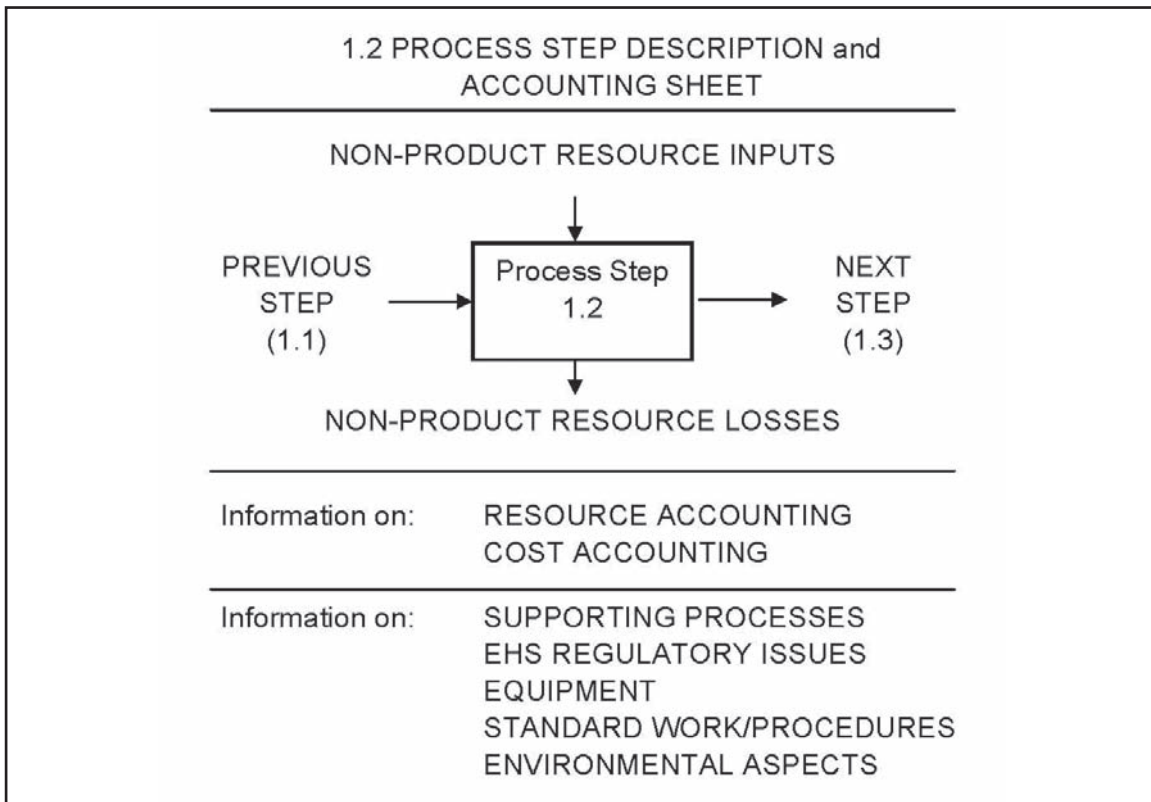 1.2 PROCESS STEP DESCRIPTION and
ACCOUNTING SHEET
NON-PRODUCT RESOURCE INPUTS
PREVIOUS
STEP
(1.1)
Process Step
1.2
NEXT
STEP
(1.3)
NON-PRODUCT RESOURCE LOSSES
Information on: RESOURCE ACCOUNTING
COST ACCOUNTING
Information on: SUPPORTING PROCESSES
EHS REGULATORY ISSUES
EQUIPMENT
STANDARD WORK/PROCEDURES
ENVIRONMENTAL ASPECTS